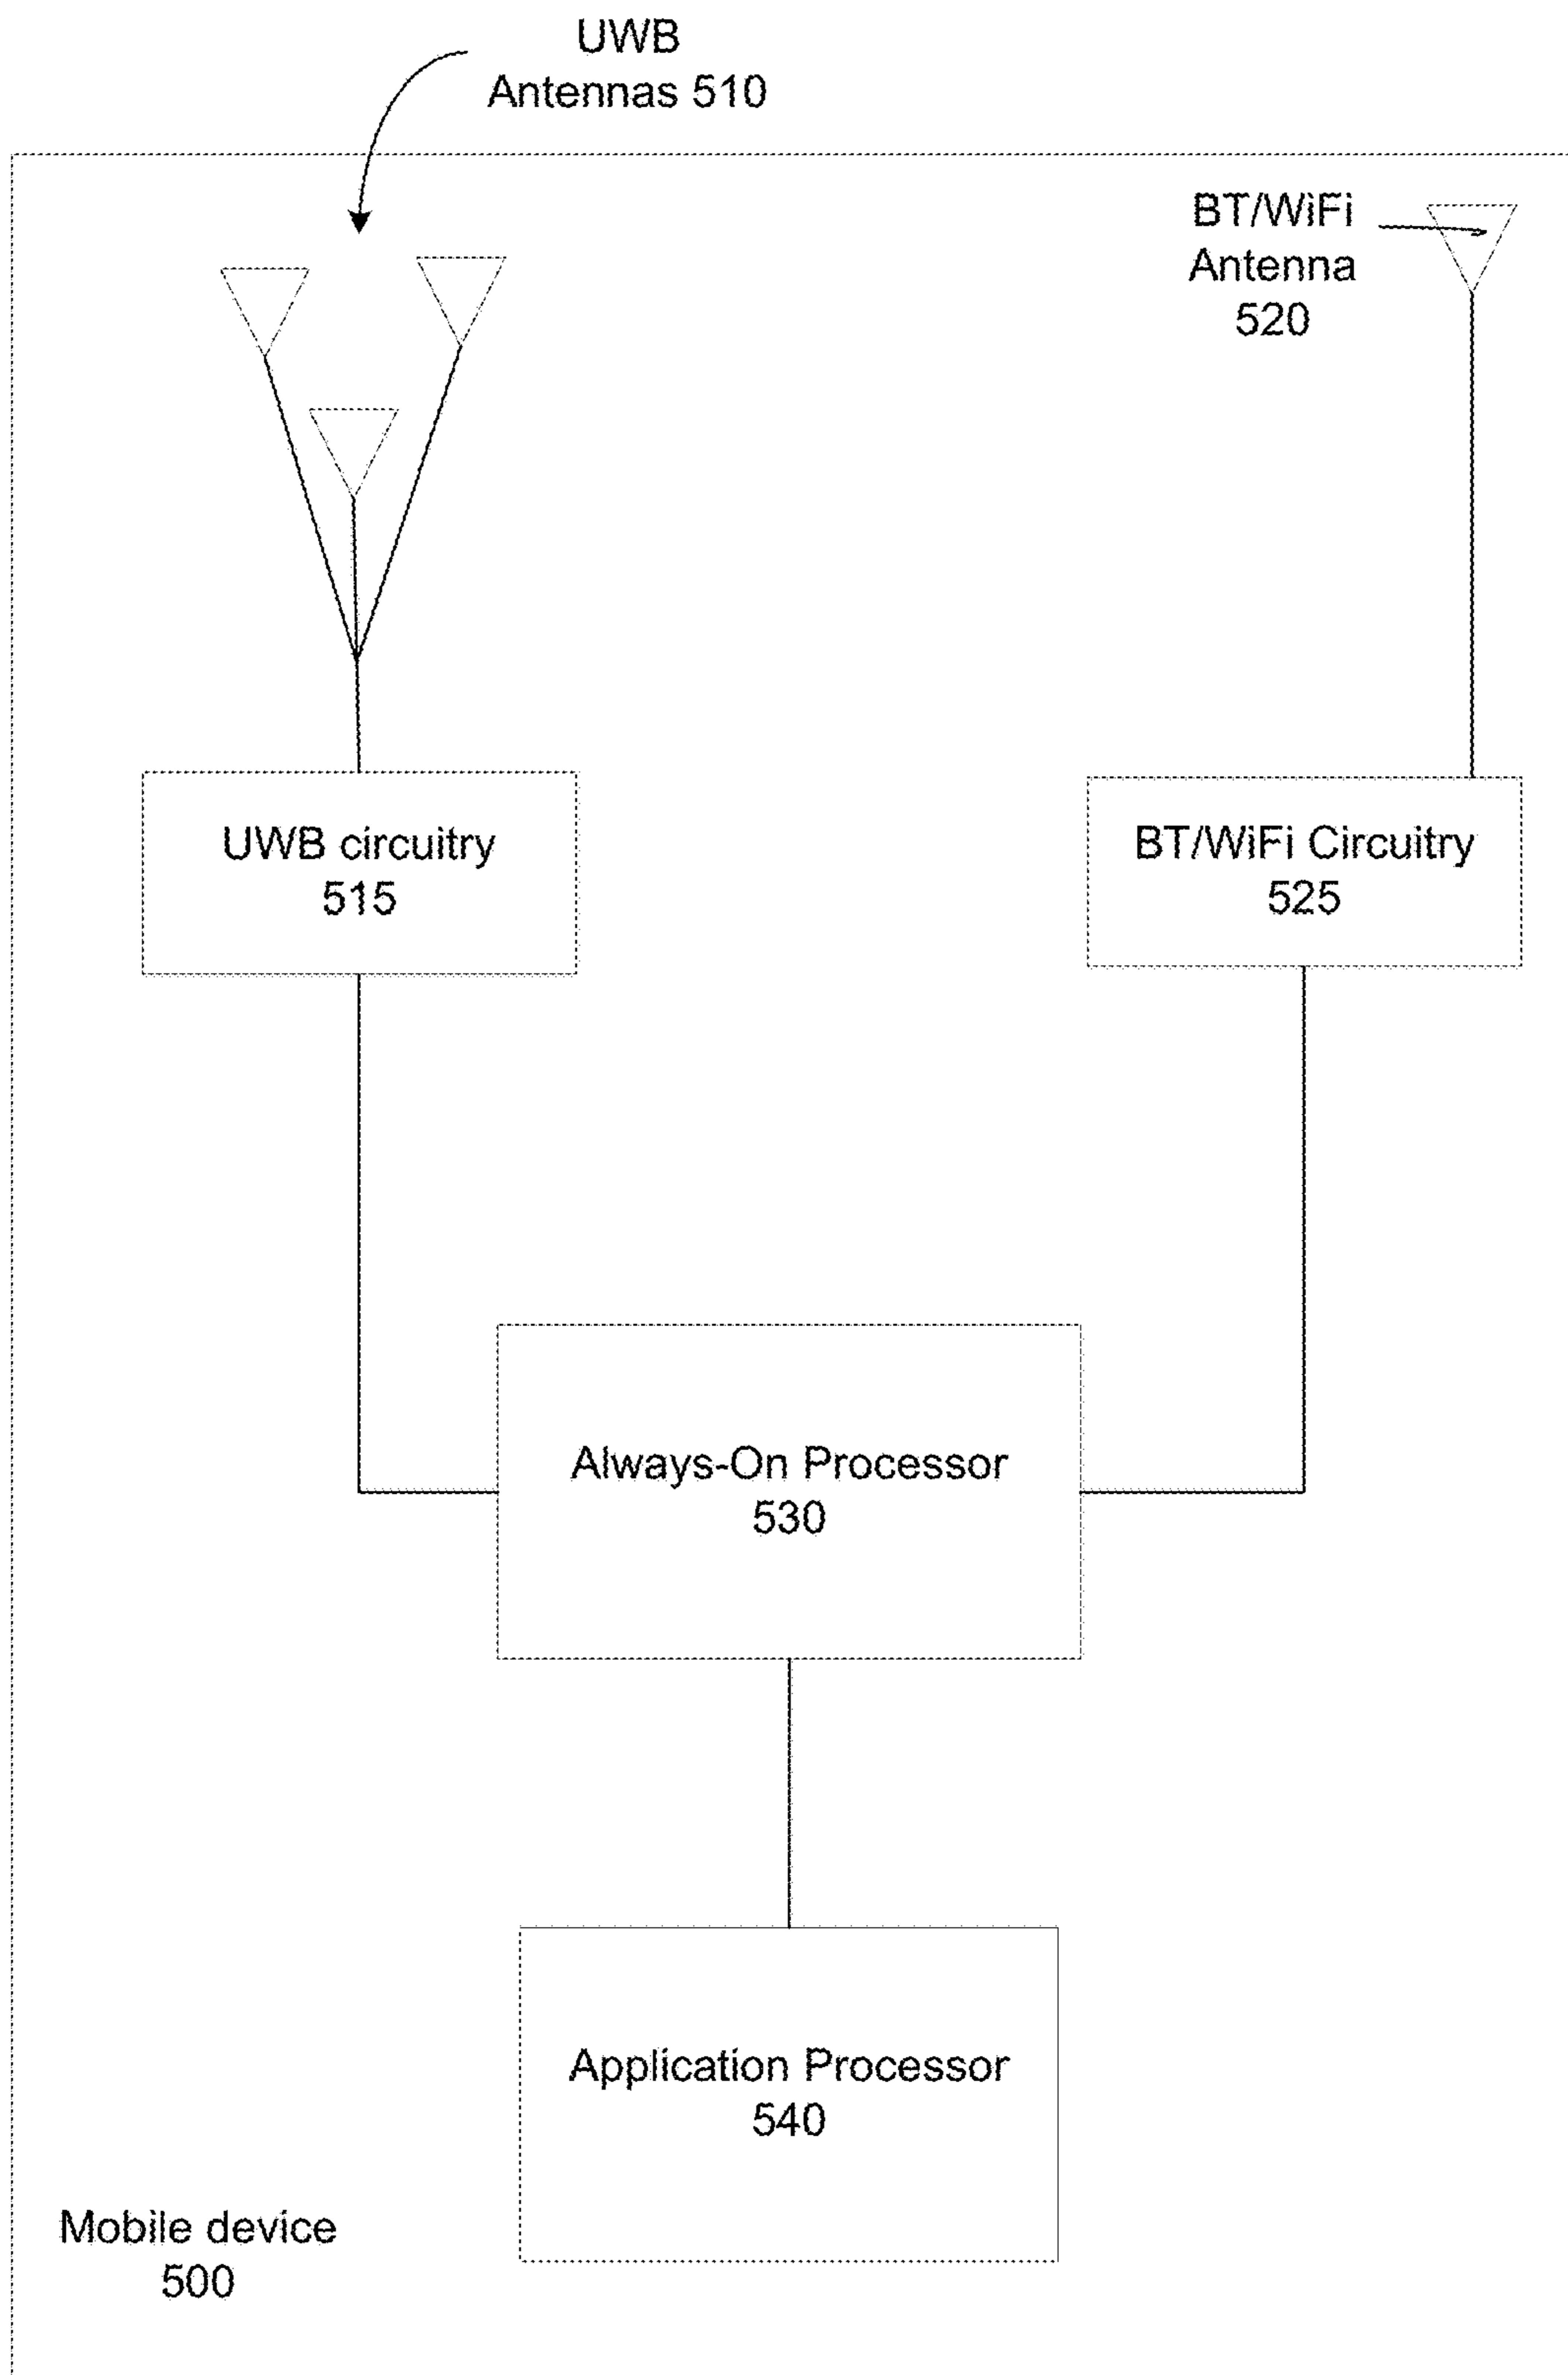 UWB
Antennas 510
BT/WiFi
Antenna
520
UWB circuitry
515
BT/WiFi Circuitry
525
Always-On Processor
530
Application Processor
540
Mobile device
500